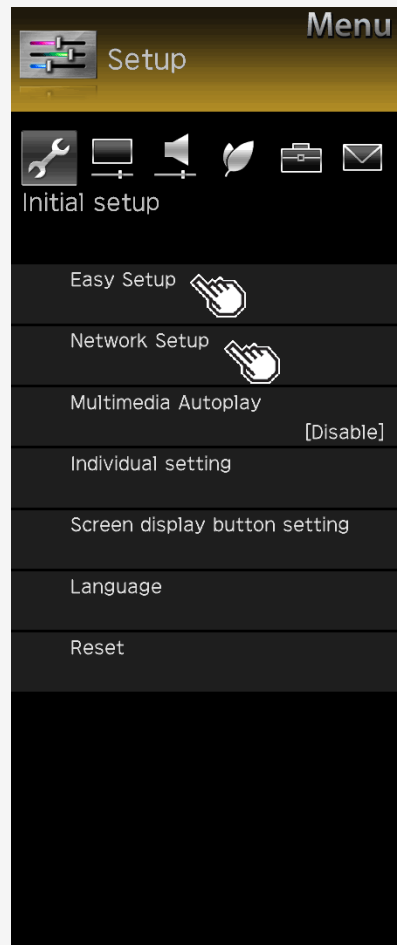 Menu
Setup
Initial setup
Easy Setup
Network Setup
Multimedia Autoplay
[Disable]
Individual setting
Screen display button setting
Language
Reset